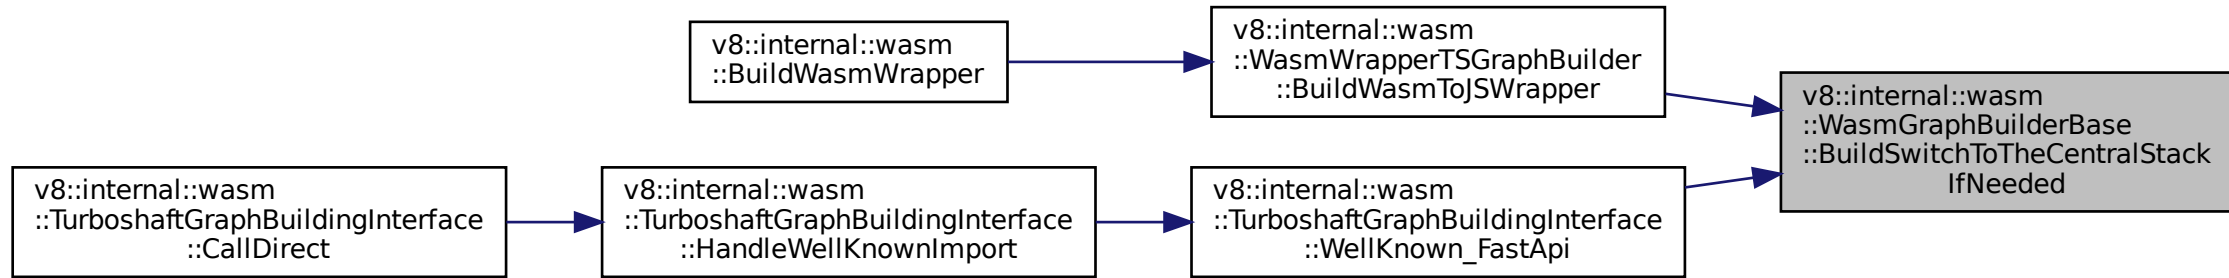 v8::internal::wasm
::BuildWasmWrapper
v8::internal::wasm
::WasmWrapperTSGraphBuilder
::BuildWasmToJSWrapper
v8::internal::wasm
::WasmGraphBuilderBase
::BuildSwitchToTheCentralStack
IfNeeded
v8::internal::wasm
::TurboshaftGraphBuildingInterface
::CallDirect
v8::internal::wasm
::TurboshaftGraphBuildingInterface
::HandleWellKnownImport
v8::internal::wasm
::TurboshaftGraphBuildingInterface
::WellKnown_FastApi